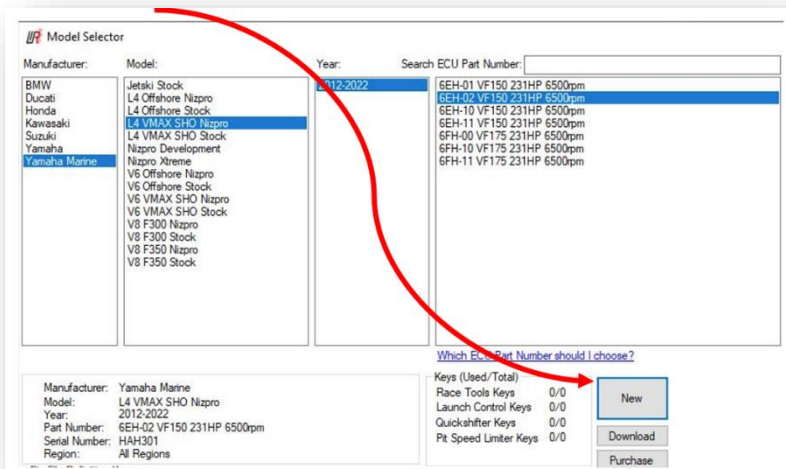 Model Selector
Manufacturer:
Model:
Year:
Search ECU Part Number:
BMW
Ducati
Honda
Kawasaki
Suzuki
Yamaha
Yamaha Marine
Jetski Stock
L4 Offshore Nizpro
L4 Offshore Stock
L4 VMAX SHO Nizpro
L4 VMAX SHO Stock
Nizpro Development
Nizpro Xtreme
V6 Offshore Nizpro
V6 Offshore Stock
V6 VMAX SHO Nizpro
V6 VMAX SHO Stock
V8 F300 Nizpro
V8 F300 Stock
V8 F350 Nizpro
V8 F350 Stock
2012-2022
6EH-01 VF150 231HP 6500rpm
6EH-02 VF150 231HP 6500rpm
6EH-10 VF150 231HP 6500rpm
6EH-11 VF150 231HP 6500rpm
6FH-00 VF175 231HP 6500rpm
6FH-10 VF175 231HP 6500rpm
6FH-11 VF175 231HP 6500rpm
Which ECU Part Number should I choose?
Manufacturer: Yamaha Marine
Model: L4 VMAX SHO Nizpro
Year: 2012-2022
Part Number: 6EH-02 VF150 231HP 6500rpm
Serial Number: HAH301
Region: All Regions
Keys (Used/Total)
Race Tools Keys 0/0
Launch Control Keys 0/0
Quickshifter Keys 0/0
Pit Speed Limiter Keys 0/0
New
Download
Purchase